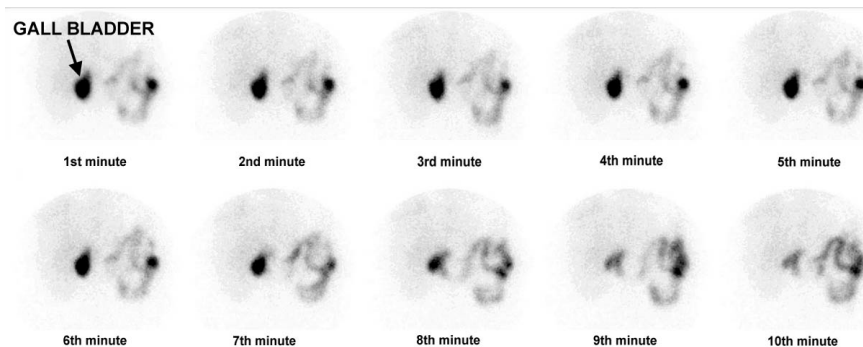 GALL BLADDER
1st minute
2nd minute
3rd minute
4th minute
5th minute
6th minute
7th minute
8th minute
9th minute
10th minute